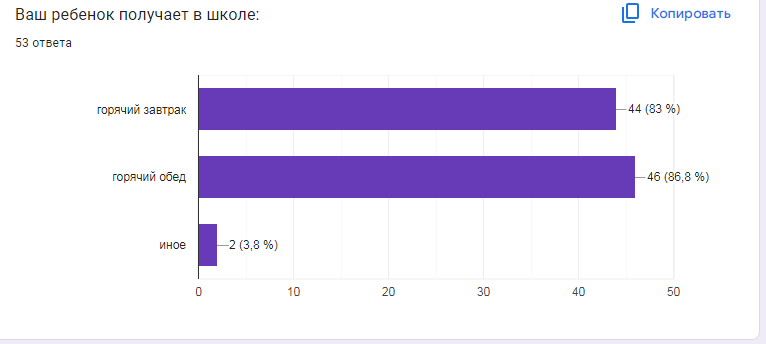 Ваш ребенок получает в школе:
Копировать
53 ответа
горячий завтрак
44 (83 %)
горячий обед
46 (86,8 %)
иное
2 (3,8 %)
0 10 20 30 40 50